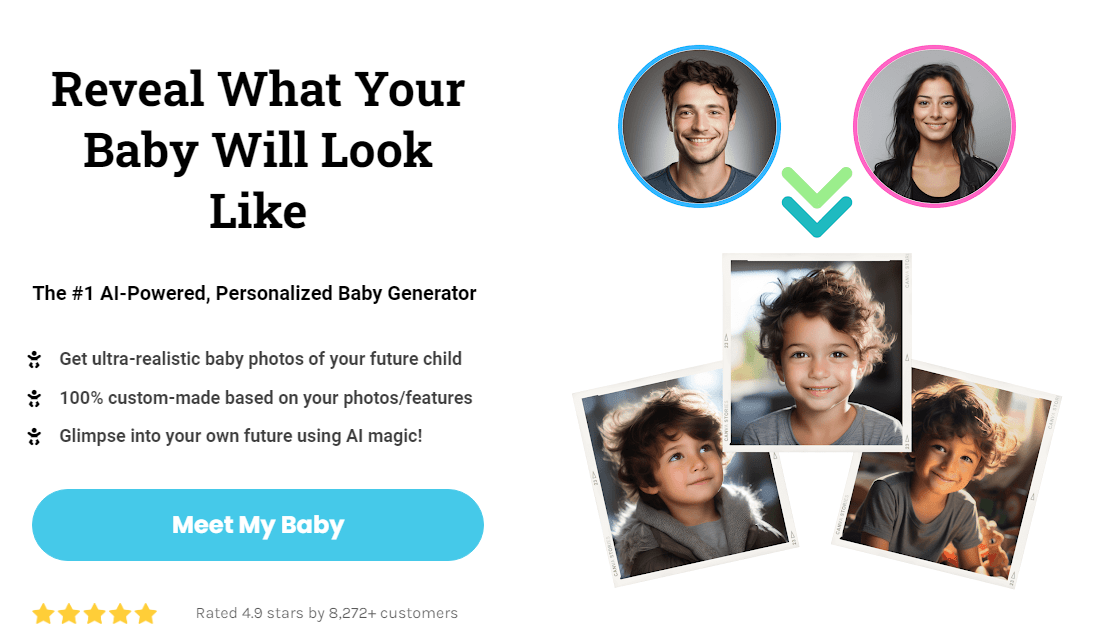 Reveal What Your
Baby Will Look
Like
The #1 AI-Powered, Personalized Baby Generator
Get ultra-realistic baby photos of your future child
100% custom-made based on your photos/features
Glimpse into your own future using AI magic!
Meet My Baby
Rated 4.9 stars by 8,272+ customers